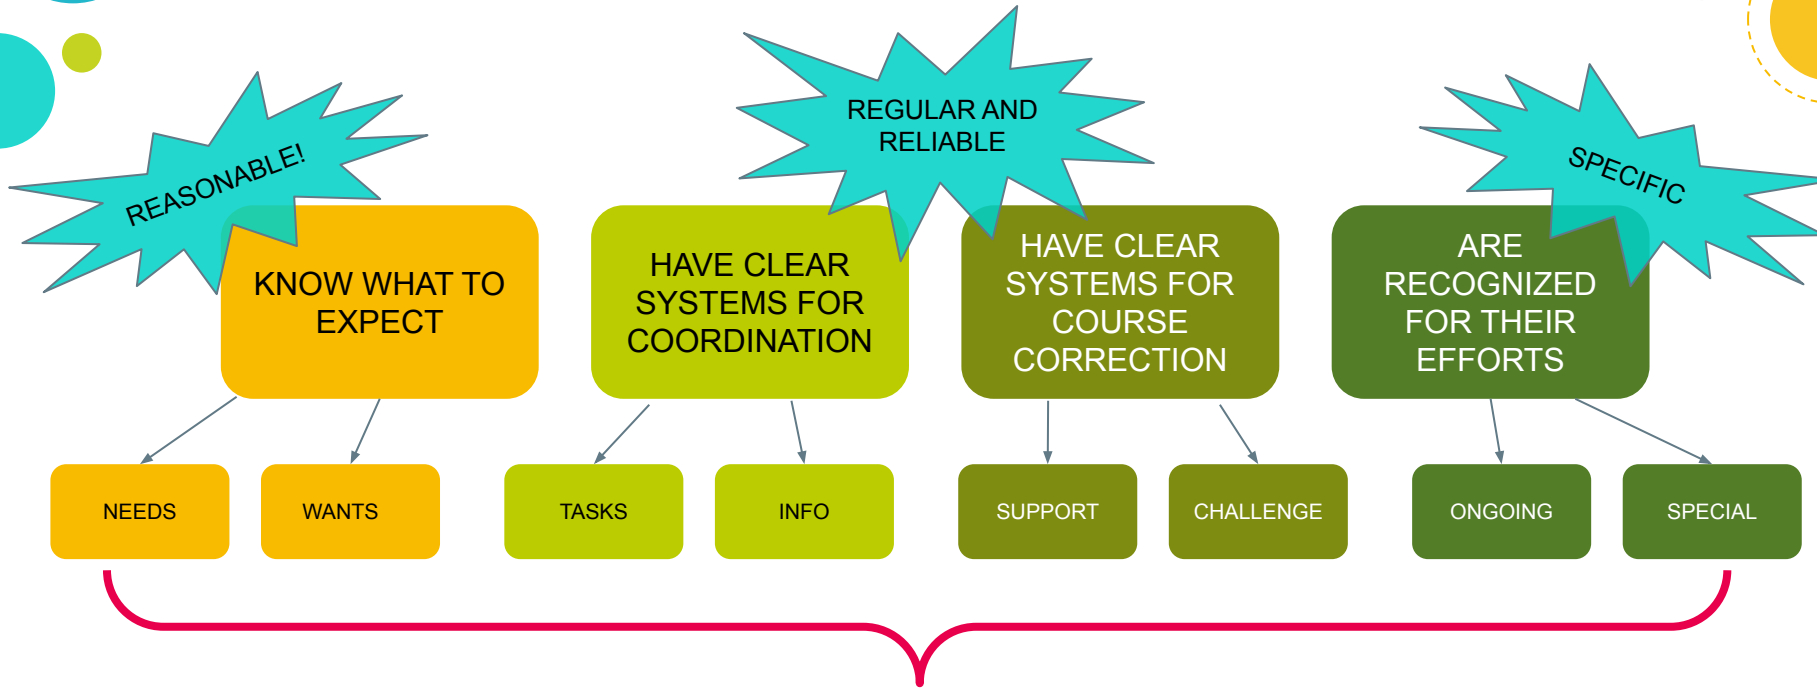 REASONABLE!
REGULAR AND
RELIABLE
SPECIFIC
KNOW WHAT TO
EXPECT
HAVE CLEAR
SYSTEMS FOR
COORDINATION
HAVE CLEAR
SYSTEMS FOR
COURSE
CORRECTION
ARE
RECOGNIZED
FOR THEIR
EFFORTS
NEEDS
WANTS
TASKS
INFO
SUPPORT
CHALLENGE
ONGOING
SPECIAL